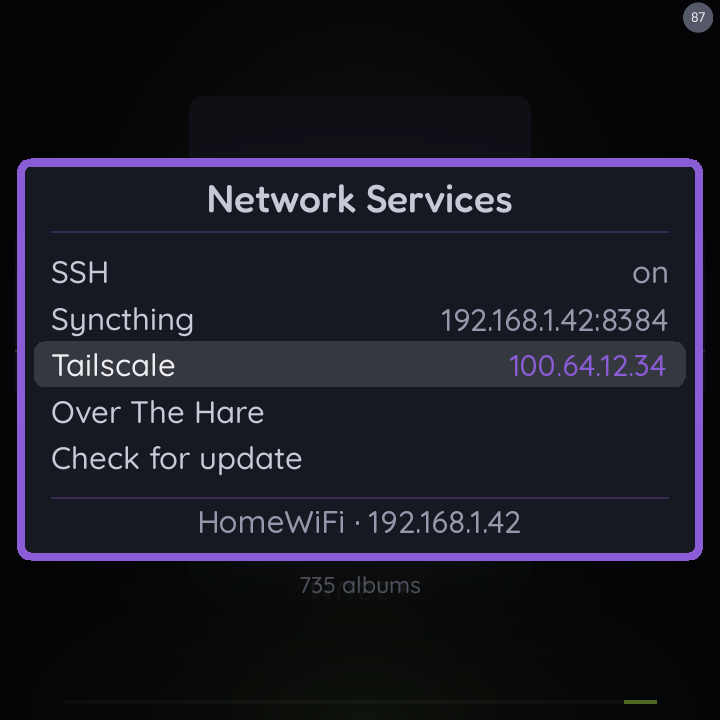 87
Network Services
SSH on
Syncthing 192.168.1.42:8384
Tailscale 100.64.12.34
Over The Hare
Check for update
HomeWiFi · 192.168.1.42
735 albums